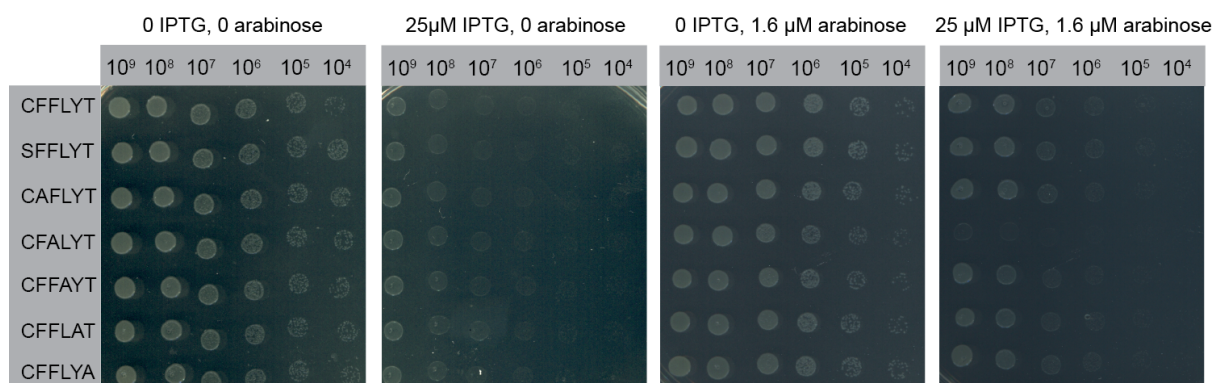 0 IPTG, 0 arabinose
25µM IPTG, 0 arabinose
0 IPTG, 1.6 µM arabinose
25 µM IPTG, 1.6 µM arabinose
10⁹ 10⁸ 10⁷ 10⁶ 10⁵ 10⁴
10⁹ 10⁸ 10⁷ 10⁶ 10⁵ 10⁴
10⁹ 10⁸ 10⁷ 10⁶ 10⁵ 10⁴
10⁹ 10⁸ 10⁷ 10⁶ 10⁵ 10⁴
CFFLYT
SFFLYT
CAFLYT
CFALYT
CFFAYT
CFFLAT
CFFLYA